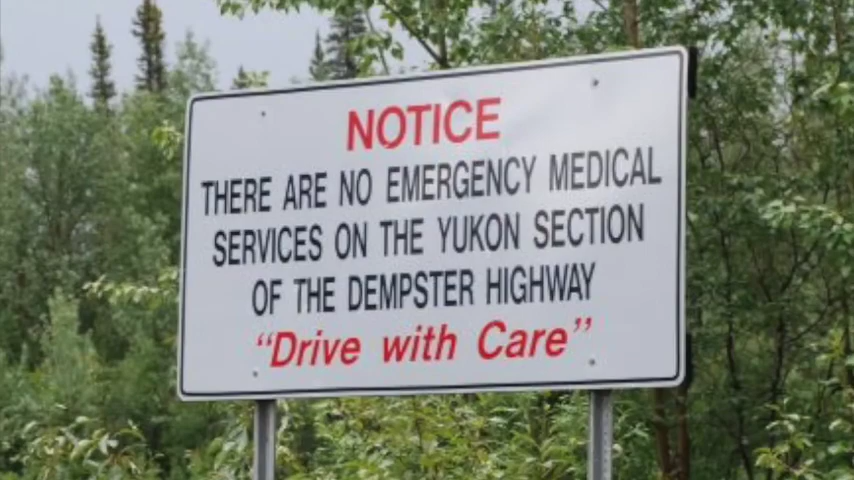 NOTICE
THERE ARE NO EMERGENCY MEDICAL
SERVICES ON THE YUKON SECTION
OF THE DEMPSTER HIGHWAY
“Drive with Care”